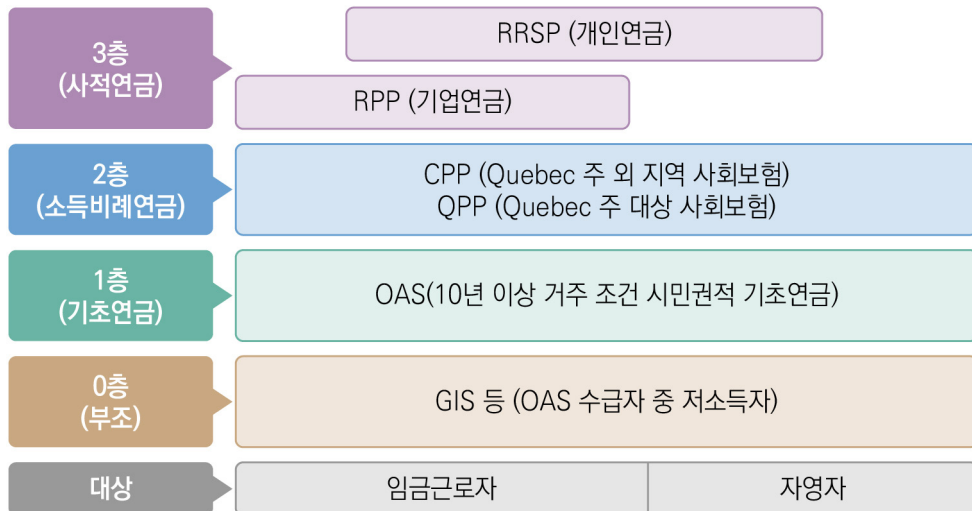 3층
(사적연금)
RRSP (개인연금)
RPP (기업연금)
2층
(소득비례연금)
CPP (Quebec 주 외 지역 사회보험)
QPP (Quebec 주 대상 사회보험)
1층
(기초연금)
OAS(10년 이상 거주 조건 시민권적 기초연금)
0층
(부조)
GIS 등 (OAS 수급자 중 저소득자)
대상
임금근로자
자영자